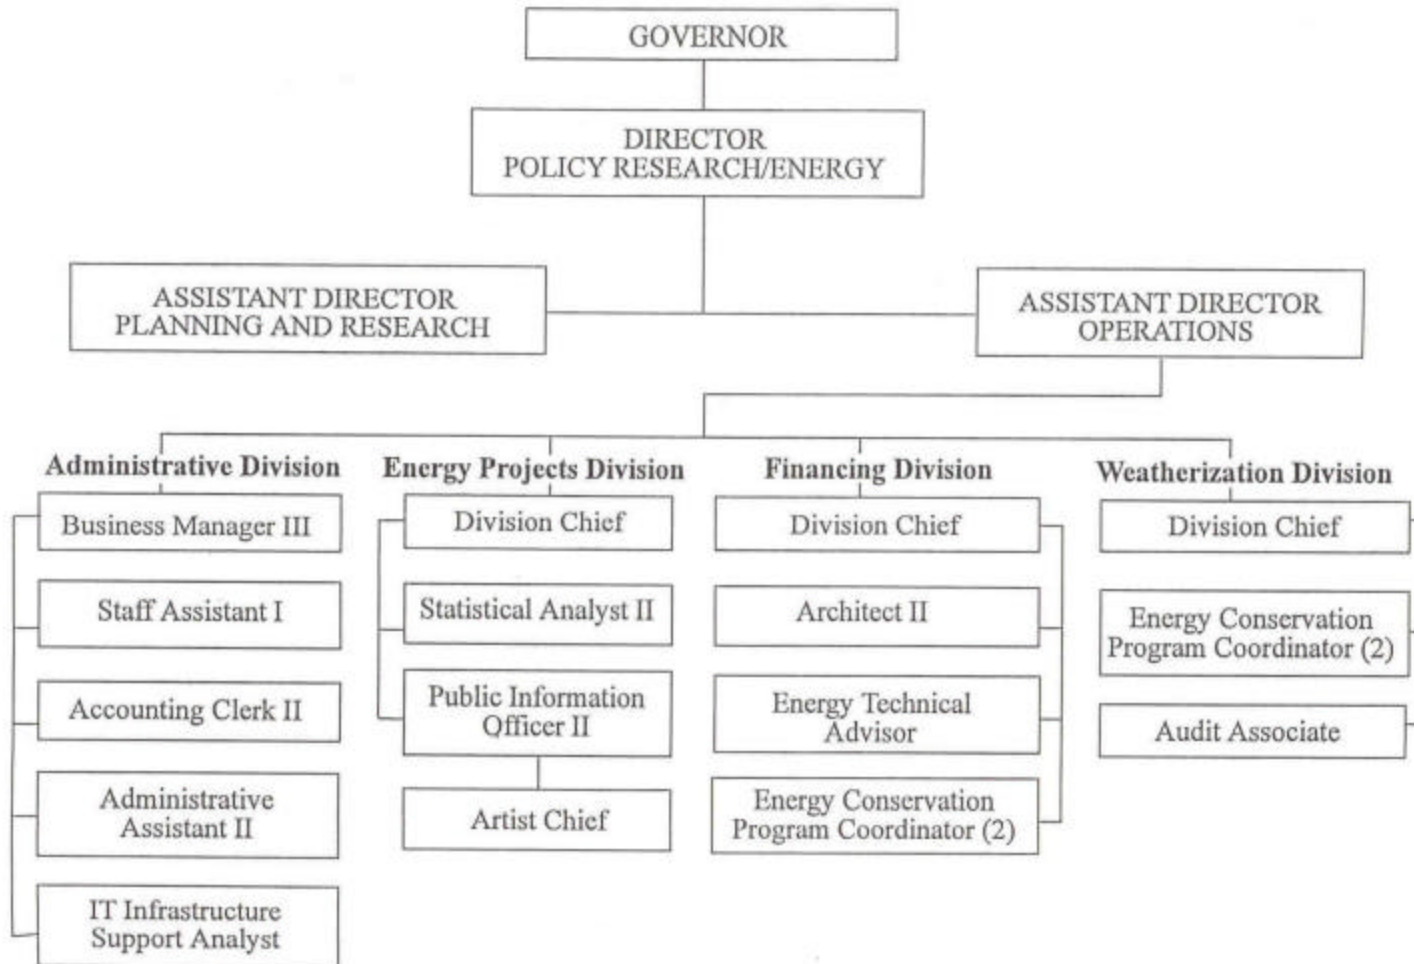 GOVERNOR
DIRECTOR
POLICY RESEARCH/ENERGY
ASSISTANT DIRECTOR
PLANNING AND RESEARCH
ASSISTANT DIRECTOR
OPERATIONS
Administrative Division
Business Manager III
Staff Assistant I
Accounting Clerk II
Administrative
Assistant II
IT Infrastructure
Support Analyst
Energy Projects Division
Division Chief
Statistical Analyst II
Public Information
Officer II
Artist Chief
Financing Division
Division Chief
Architect II
Energy Technical
Advisor
Energy Conservation
Program Coordinator (2)
Weatherization Division
Division Chief
Energy Conservation
Program Coordinator (2)
Audit Associate